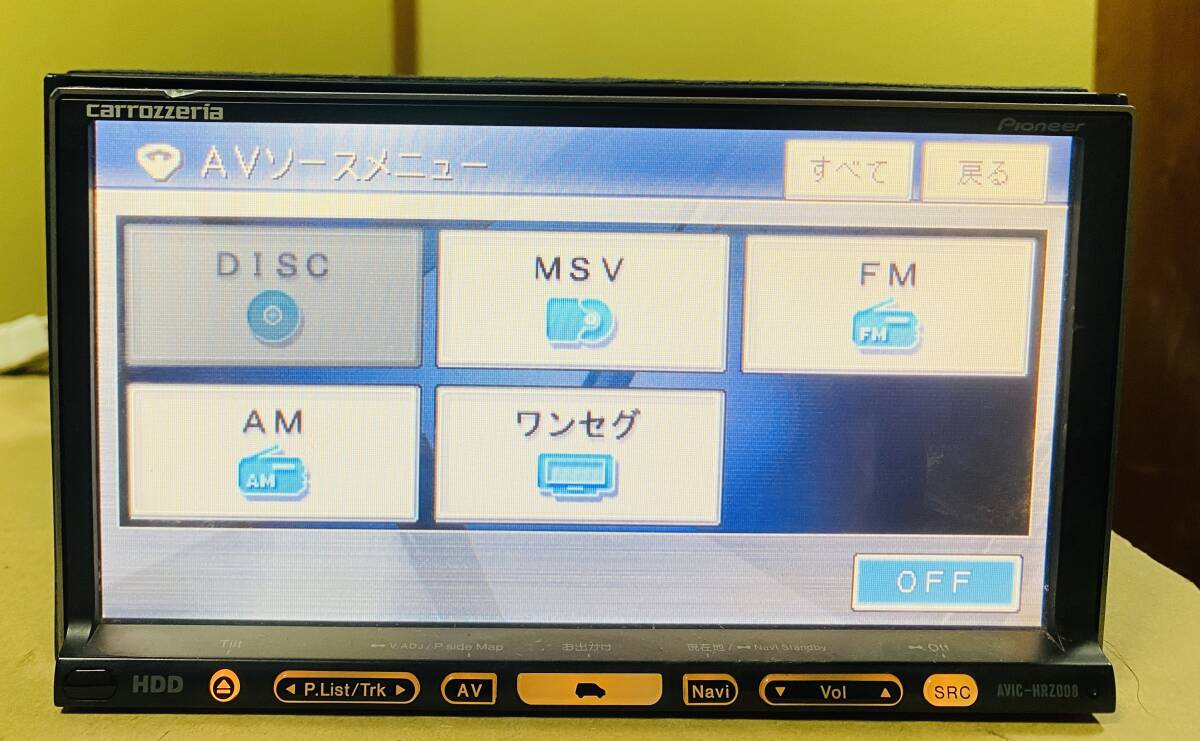 carrozzeria
Pioneer
AVソースメニュー
すべて
戻る
DISC
MSV
FM
FM
AM
AM
ワンセグ
OFF
Tilt
V ADJ / P side Map
お出かけ
現在地 / Navi Standby
Off
HDD
P.List/Trk
AV
Navi
Vol
SRC
AVIC-HRZ008